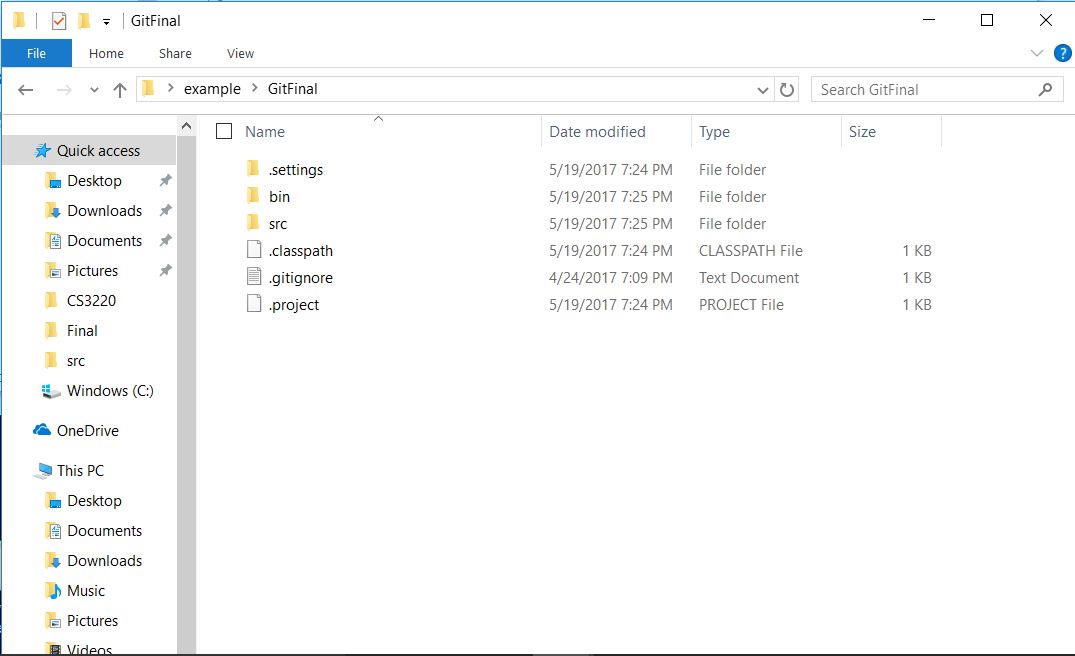 GitFinal
File Home Share View
example GitFinal Search GitFinal
Name Date modified Type Size
Quick access
Desktop
Downloads
Documents
Pictures
CS3220
Final
src
Windows (C:)
OneDrive
This PC
Desktop
Documents
Downloads
Music
Pictures
Videos
.settings 5/19/2017 7:24 PM File folder
bin 5/19/2017 7:25 PM File folder
src 5/19/2017 7:25 PM File folder
.classpath 5/19/2017 7:24 PM CLASSPATH File 1 KB
.gitignore 4/24/2017 7:09 PM Text Document 1 KB
.project 5/19/2017 7:24 PM PROJECT File 1 KB